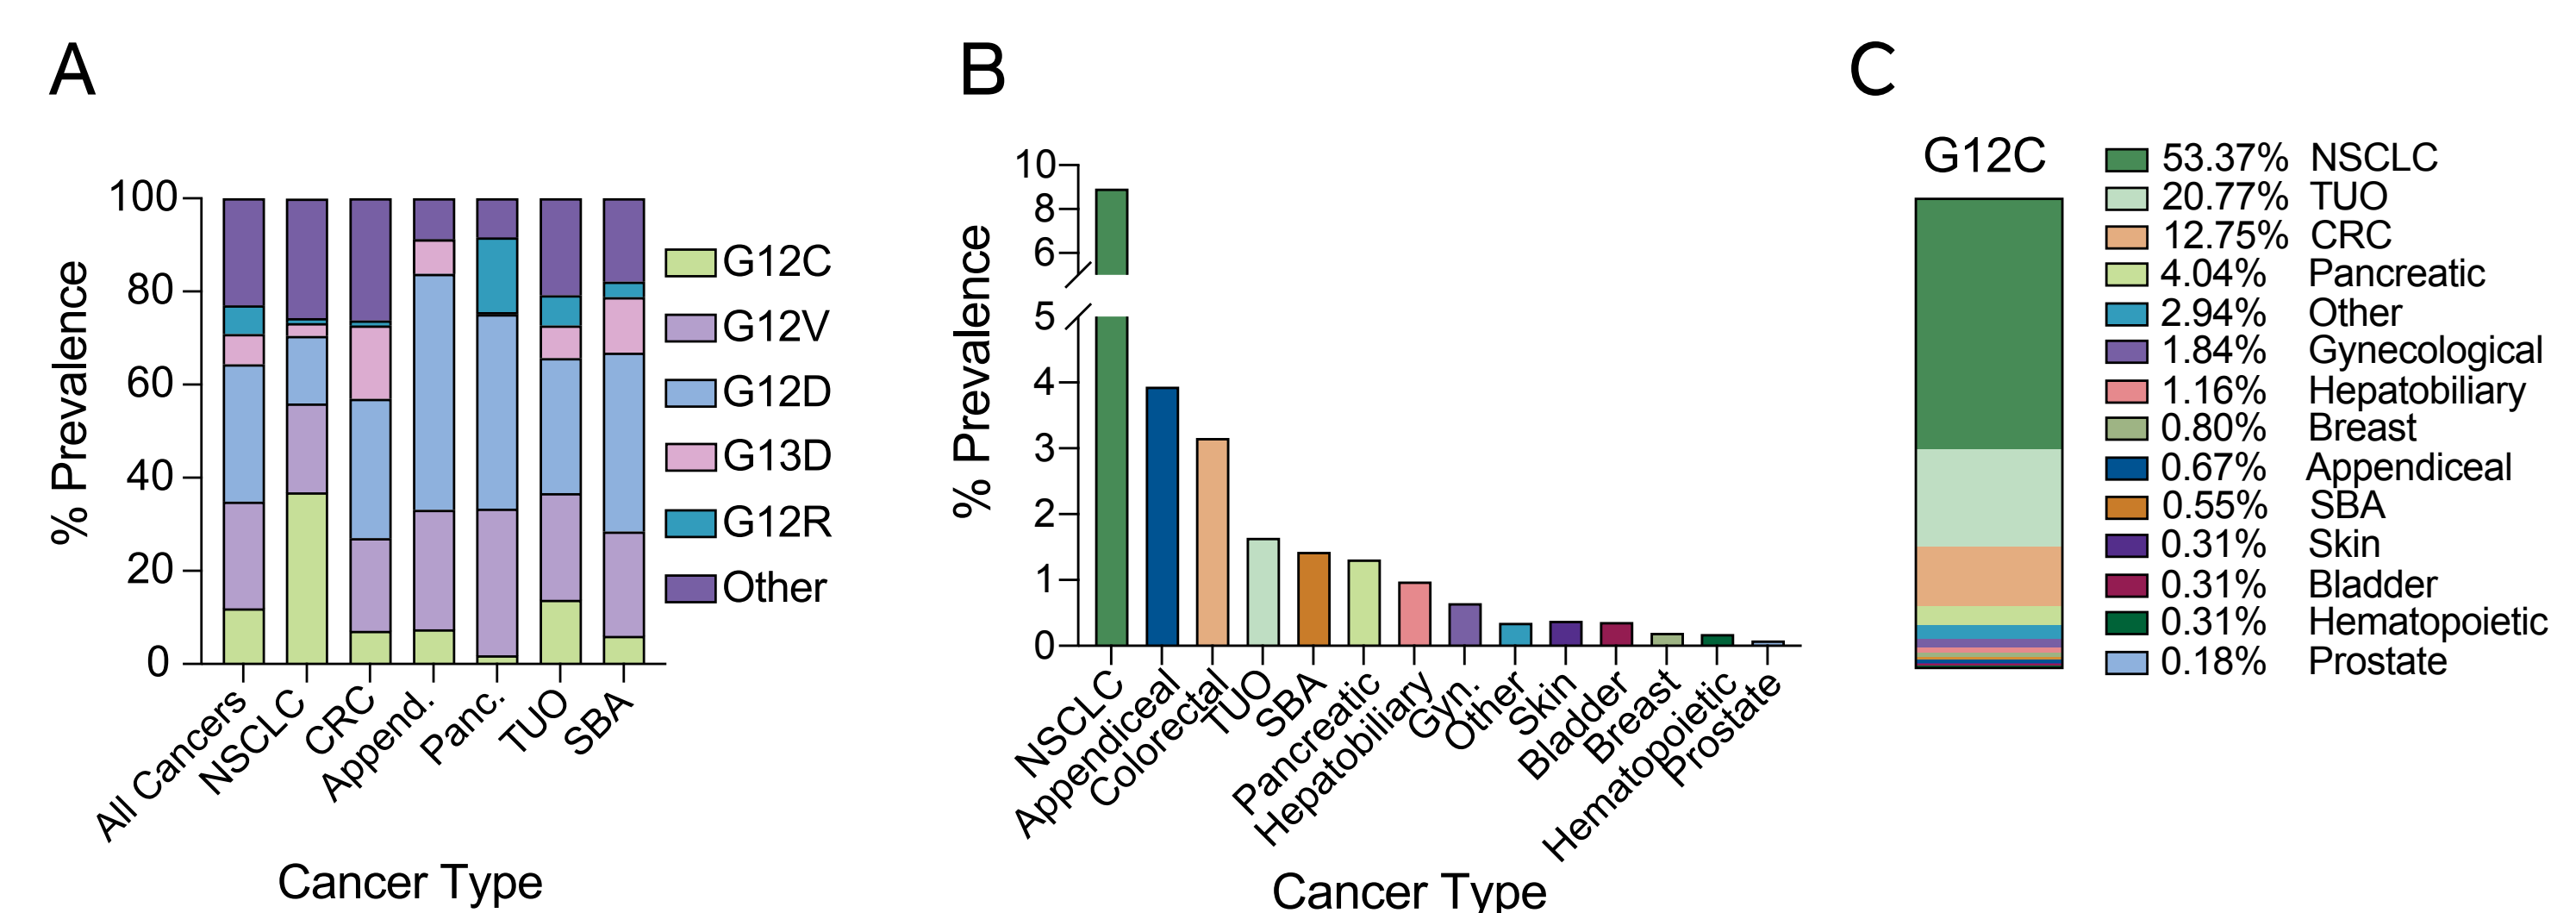 A
% Prevalence
100
80
60
40
20
0
All Cancers
NSCLC
CRC
Append.
Panc.
TUO
SBA
Cancer Type
G12C
G12V
G12D
G13D
G12R
Other
B
% Prevalence
10
8
6
5
4
3
2
1
0
NSCLC
Appendiceal
Colorectal
TUO
SBA
Pancreatic
Hepatobiliary
Gyn.
Other
Skin
Bladder
Breast
Hematopoietic
Prostate
Cancer Type
C
G12C
53.37% NSCLC
20.77% TUO
12.75% CRC
4.04% Pancreatic
2.94% Other
1.84% Gynecological
1.16% Hepatobiliary
0.80% Breast
0.67% Appendiceal
0.55% SBA
0.31% Skin
0.31% Bladder
0.31% Hematopoietic
0.18% Prostate